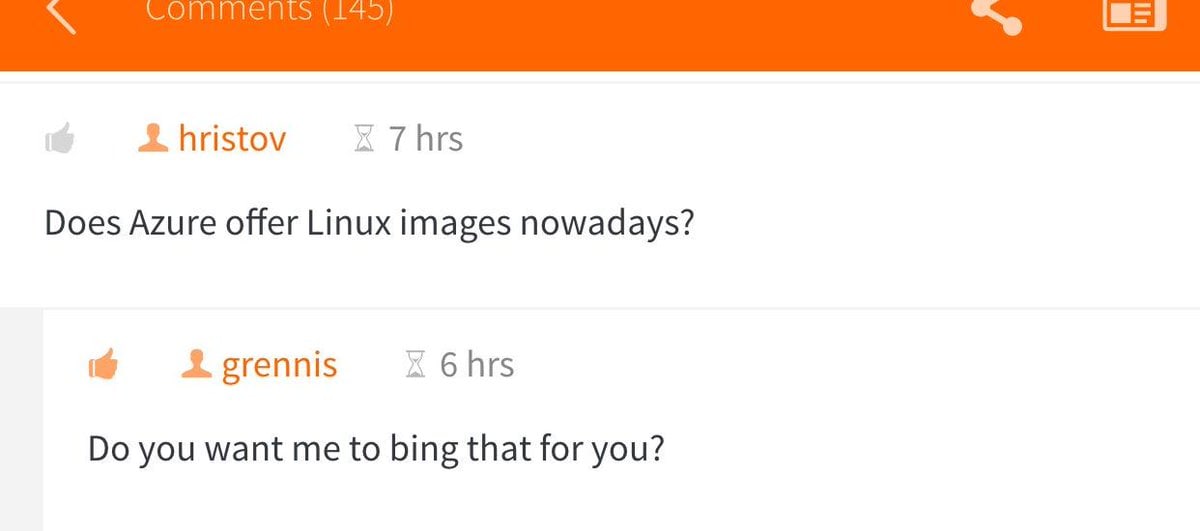 Comments (145)
hristov 7 hrs
Does Azure offer Linux images nowadays?
grennis 6 hrs
Do you want me to bing that for you?